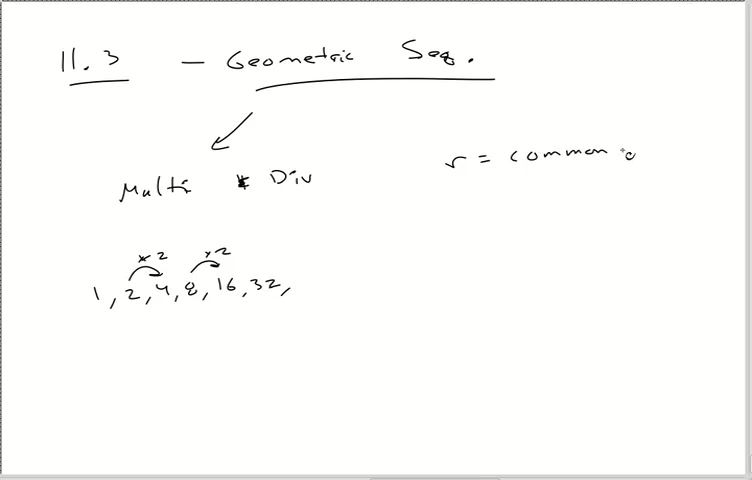 11.3 - Geometric Seq.
Multi & Div
r = common
×2 ×2
1, 2, 4, 8, 16, 32,